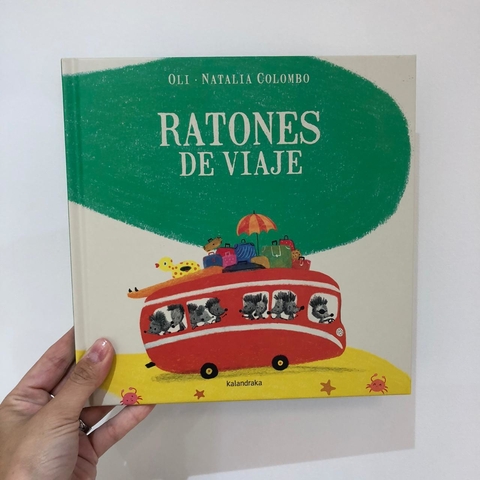 OLI · NATALIA COLOMBO
RATONES
DE VIAJE
kalandraka